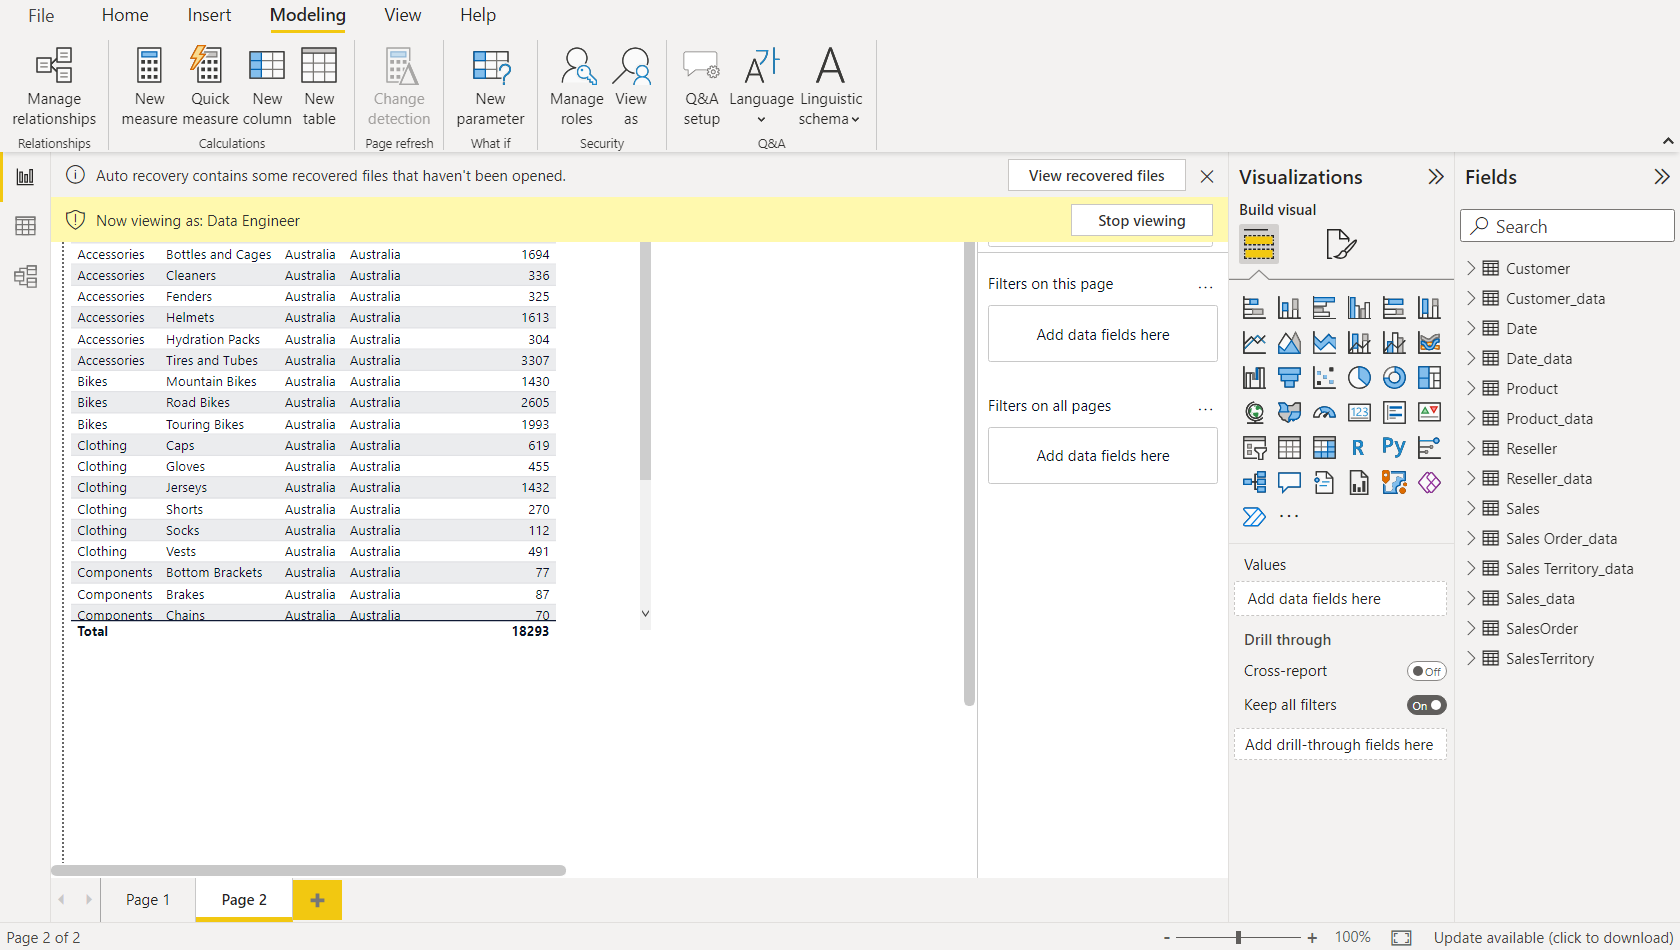 File Home Insert Modeling View Help
Manage relationships
New measure
Quick measure
New column
New table
Change detection
New parameter
Manage roles
View as
Q&A setup
Language
Linguistic schema
Relationships
Calculations
Page refresh
What if
Security
Q&A
Auto recovery contains some recovered files that haven't been opened.
View recovered files
Now viewing as: Data Engineer
Stop viewing
Accessories Bottles and Cages Australia Australia 1694
Accessories Cleaners Australia Australia 336
Accessories Fenders Australia Australia 325
Accessories Helmets Australia Australia 1613
Accessories Hydration Packs Australia Australia 304
Accessories Tires and Tubes Australia Australia 3307
Bikes Mountain Bikes Australia Australia 1430
Bikes Road Bikes Australia Australia 2605
Bikes Touring Bikes Australia Australia 1993
Clothing Caps Australia Australia 619
Clothing Gloves Australia Australia 455
Clothing Jerseys Australia Australia 1432
Clothing Shorts Australia Australia 270
Clothing Socks Australia Australia 112
Clothing Vests Australia Australia 491
Components Bottom Brackets Australia Australia 77
Components Brakes Australia Australia 87
Components Chains Australia Australia 70
Total 18293
Filters on this page ...
Add data fields here
Filters on all pages ...
Add data fields here
Visualizations
Build visual
123
R
Py
...
Values
Add data fields here
Drill through
Cross-report Off
Keep all filters On
Add drill-through fields here
Fields
Search
Customer
Customer_data
Date
Date_data
Product
Product_data
Reseller
Reseller_data
Sales
Sales Order_data
Sales Territory_data
Sales_data
SalesOrder
SalesTerritory
Page 1
Page 2
+
Page 2 of 2
- + 100%
Update available (click to download)